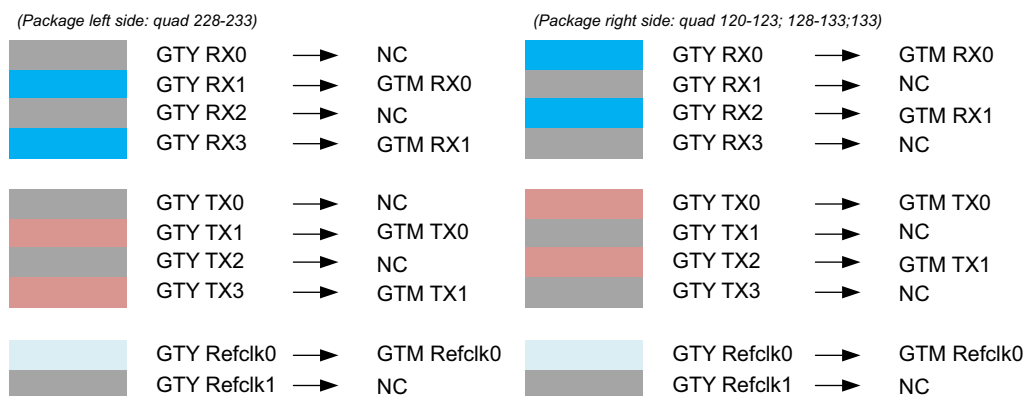 (Package left side: quad 228-233)
GTY RX0 NC
GTY RX1 GTM RX0
GTY RX2 NC
GTY RX3 GTM RX1
GTY TX0 NC
GTY TX1 GTM TX0
GTY TX2 NC
GTY TX3 GTM TX1
GTY Refclk0 GTM Refclk0
GTY Refclk1 NC
(Package right side: quad 120-123; 128-133;133)
GTY RX0 GTM RX0
GTY RX1 NC
GTY RX2 GTM RX1
GTY RX3 NC
GTY TX0 GTM TX0
GTY TX1 NC
GTY TX2 GTM TX1
GTY TX3 NC
GTY Refclk0 GTM Refclk0
GTY Refclk1 NC